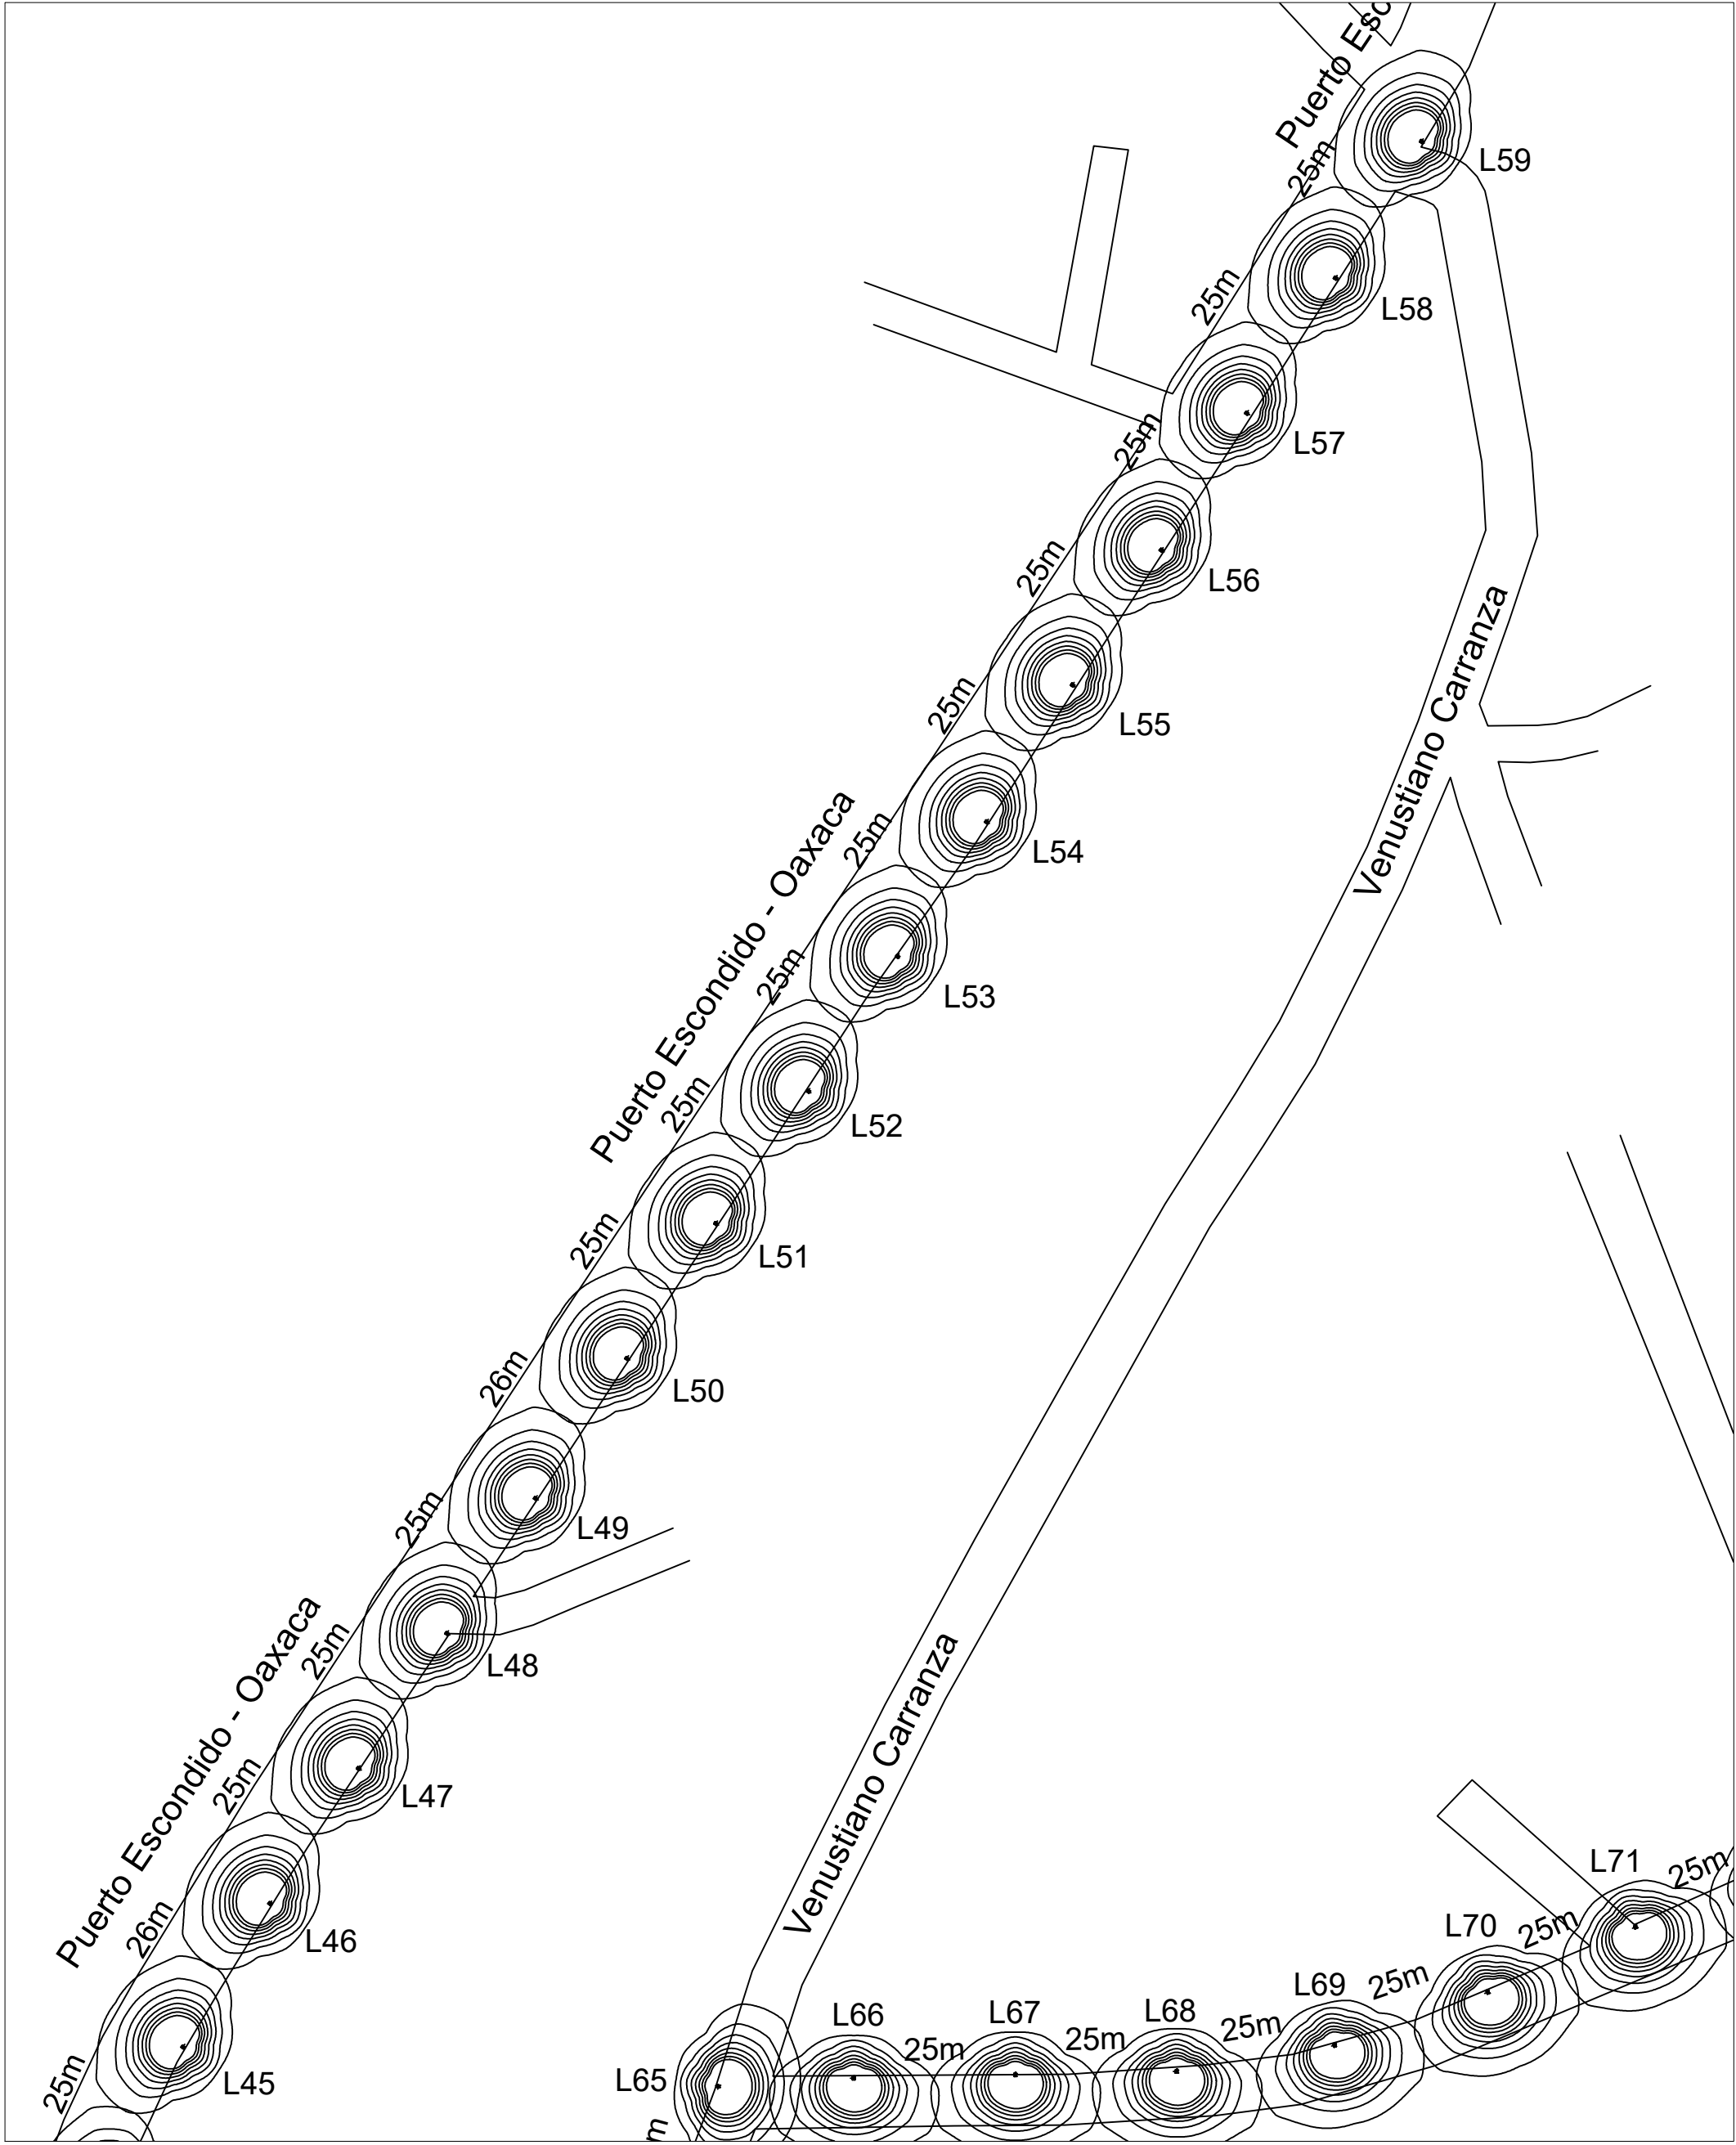 Puerto Esc
L59
25m
L58
25m
L57
25m
L56
25m
Venustiano Carranza
L55
25m
L54
25m
Puerto Escondido - Oaxaca
L53
25m
L52
25m
L51
25m
L50
26m
L49
25m
Puerto Escondido - Oaxaca
L48
25m
L47
25m
Venustiano Carranza
L46
26m
L45
25m
L65
m
L66
25m
L67
25m
L68
25m
L69
25m
L70
25m
L71
25m